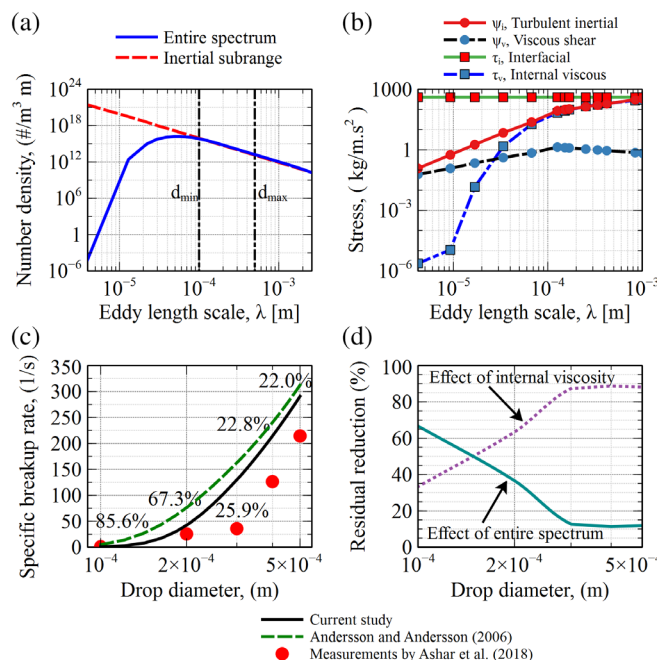 (a)
Entire spectrum
Inertial subrange
Number density, (#/m³ m)
10^24
10^18
10^12
10^6
1
10^−6
d_min
d_max
10^−5
10^−4
10^−3
Eddy length scale, λ [m]
(b)
ψ_i, Turbulent inertial
ψ_v, Viscous shear
τ_i, Interfacial
τ_v, Internal viscous
Stress, ( kg/m.s²)
1000
1
10^−3
10^−6
10^−5
10^−4
10^−3
Eddy length scale, λ [m]
(c)
Specific breakup rate, (1/s)
350
300
250
200
150
100
50
0
22.0%
22.8%
67.3%
25.9%
85.6%
10^−4
2×10^−4
5×10^−4
Drop diameter, (m)
(d)
Residual reduction (%)
100
80
60
40
20
0
Effect of internal viscosity
Effect of entire spectrum
10^−4
2×10^−4
5×10^−4
Drop diameter, (m)
Current study
Andersson and Andersson (2006)
Measurements by Ashar et al. (2018)